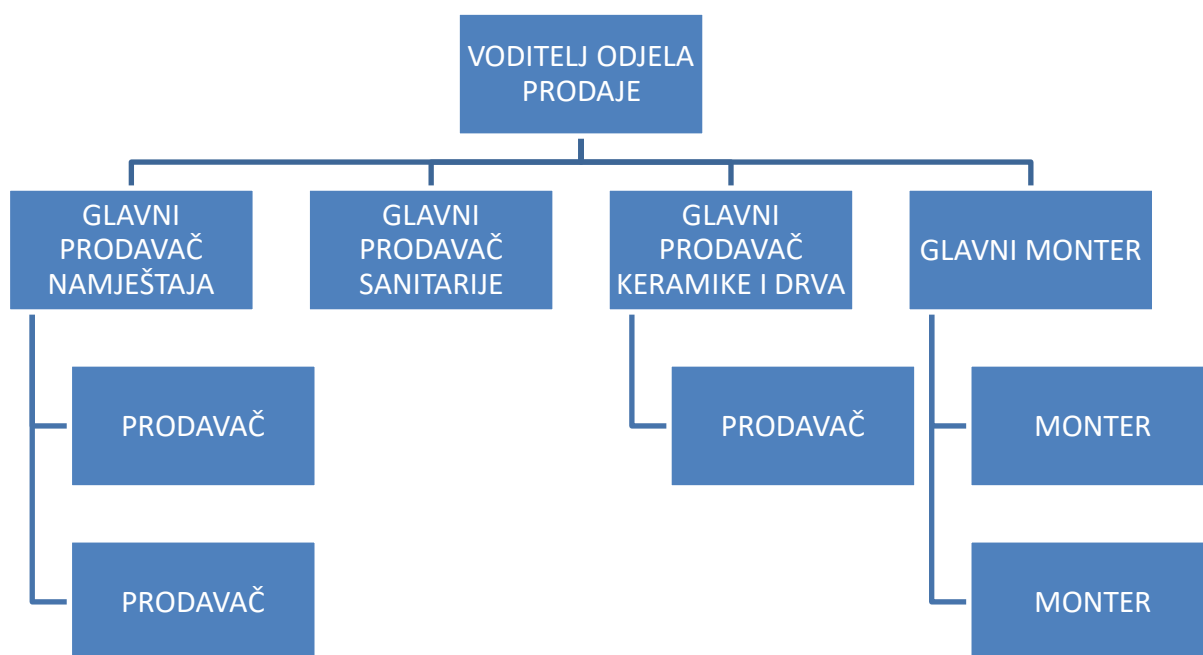 VODITELJ ODJELA
PRODAJE
GLAVNI
PRODAVAČ
NAMJEŠTAJA
GLAVNI
PRODAVAČ
SANITARIJE
GLAVNI
PRODAVAČ
KERAMIKE I DRVA
GLAVNI MONTER
PRODAVAČ
PRODAVAČ
MONTER
PRODAVAČ
MONTER